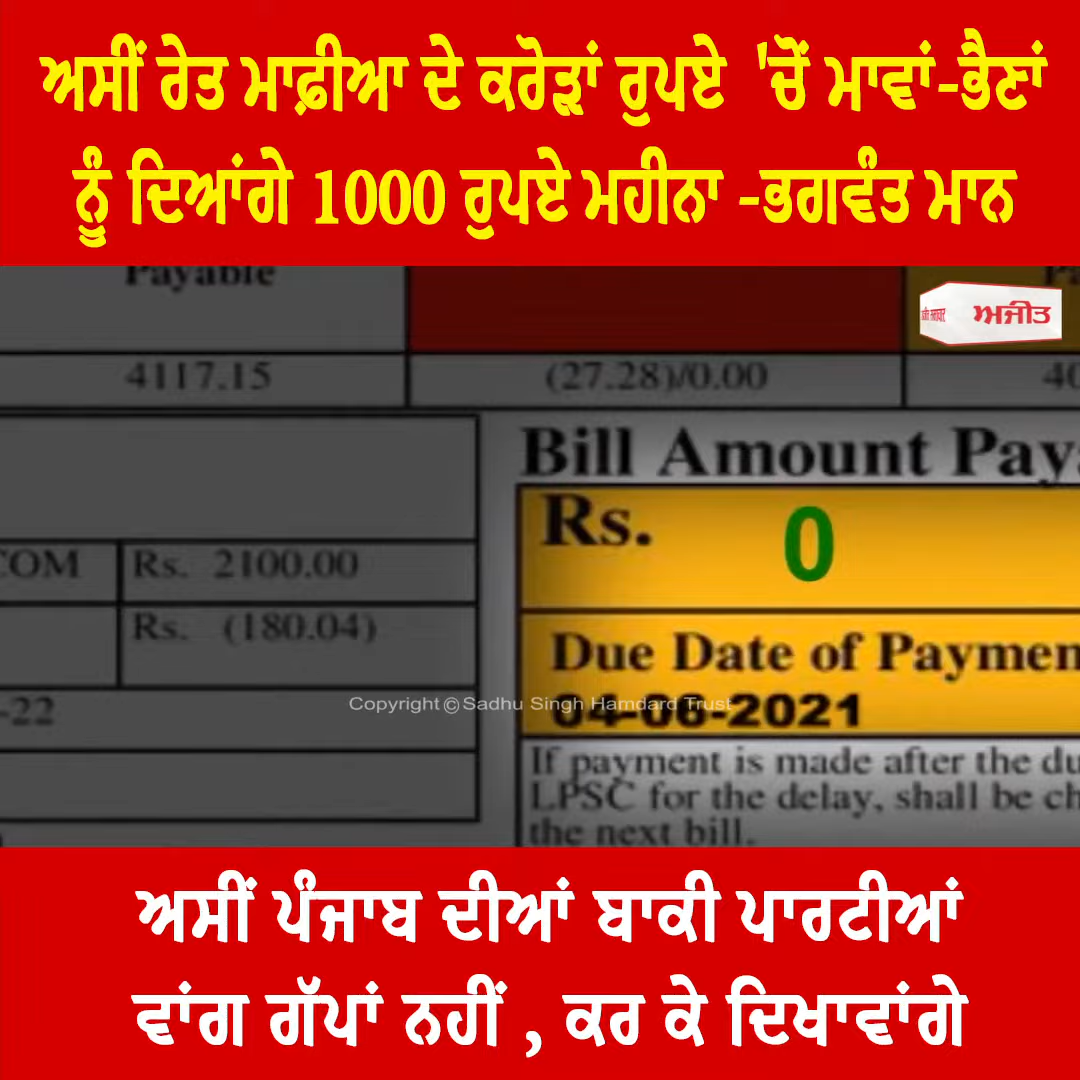 ਅਸੀਂ ਰੇਤ ਮਾਫ਼ੀਆ ਦੇ ਕਰੋੜਾਂ ਰੁਪਏ 'ਚੋਂ ਮਾਵਾਂ-ਭੈਣਾਂ
ਨੂੰ ਦਿਆਂਗੇ 1000 ਰੁਪਏ ਮਹੀਨਾ -ਭਗਵੰਤ ਮਾਨ
Payable
ਅਜੀਤ
4117.15 (27.28)/0.00 40
Bill Amount Pay
Rs. 0
COM Rs. 2100.00
Rs. (180.04)
Due Date of Paymen
-22
Copyright © Sadhu Singh Hamdard Trust
04-06-2021
If payment is made after the du
LPSC for the delay, shall be ch
the next bill.
ਅਸੀਂ ਪੰਜਾਬ ਦੀਆਂ ਬਾਕੀ ਪਾਰਟੀਆਂ
ਵਾਂਗ ਗੱਪਾਂ ਨਹੀਂ , ਕਰ ਕੇ ਦਿਖਾਵਾਂਗੇ